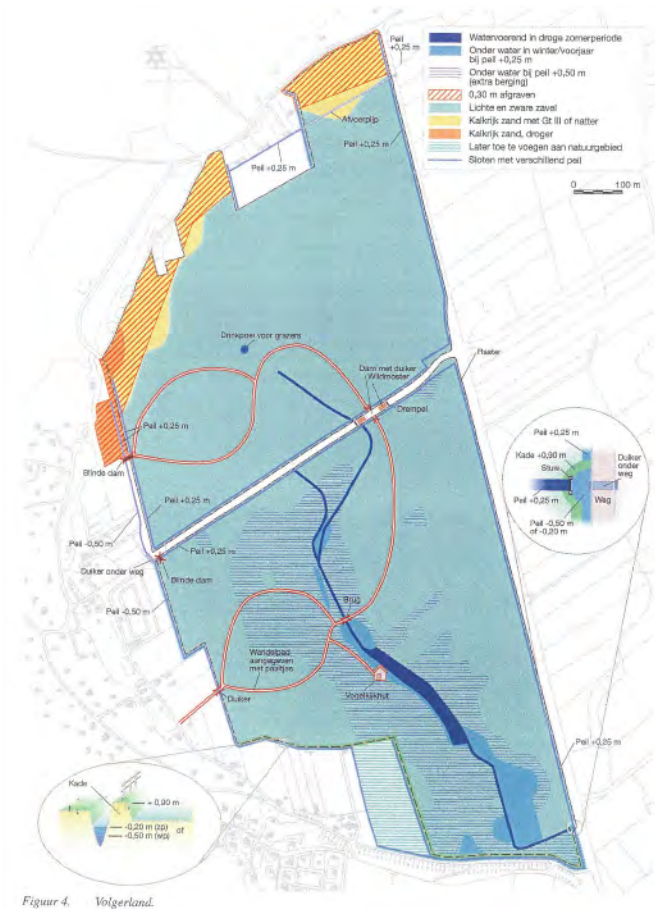 Peil
+0,25 m
Watervoerend in droge zomerperiode
Onder water in winter/voorjaar
bij peil +0,25 m
Onder water bij peil +0,50 m
(extra berging)
0,30 m afgraven
Lichte en zware zavel
Kalkrijk zand met Gt III of natter
Kalkrijk zand, droger
Later toe te voegen aan natuurgebied
Sloten met verschillend peil
0 100 m
Afvoerpijp
Peil +0,25 m
Peil +0,25 m
Drinkpoel voor grazers
Raster
Dam met duiker
Wildrooster
Drempel
Peil +0,25 m
Blinde dam
Peil +0,25 m
Kade +0,90 m
Stuw
Duiker
onder
weg
Peil +0,25 m
Weg
Peil -0,50 m
of -0,20 m
Peil +0,25 m
Peil -0,50 m
Peil +0,25 m
Duiker onder weg
Blinde dam
Peil -0,50 m
Brug
Wandelpad
aangegeven
met paaltjes
Vogelkijkhut
Duiker
Peil +0,25 m
Kade
+ 0,90 m
-0,20 m (zp) of
-0,50 m (wp)
Figuur 4. Volgerland.